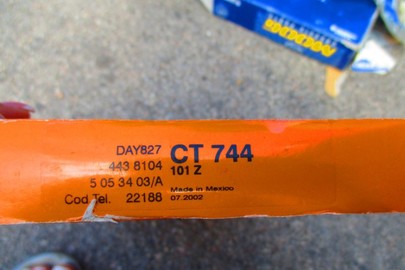 DAY827
443 8104
5 05 34 03/A
Cod Tel. 22188
CT 744
101 Z
Made in Mexico
07.2002